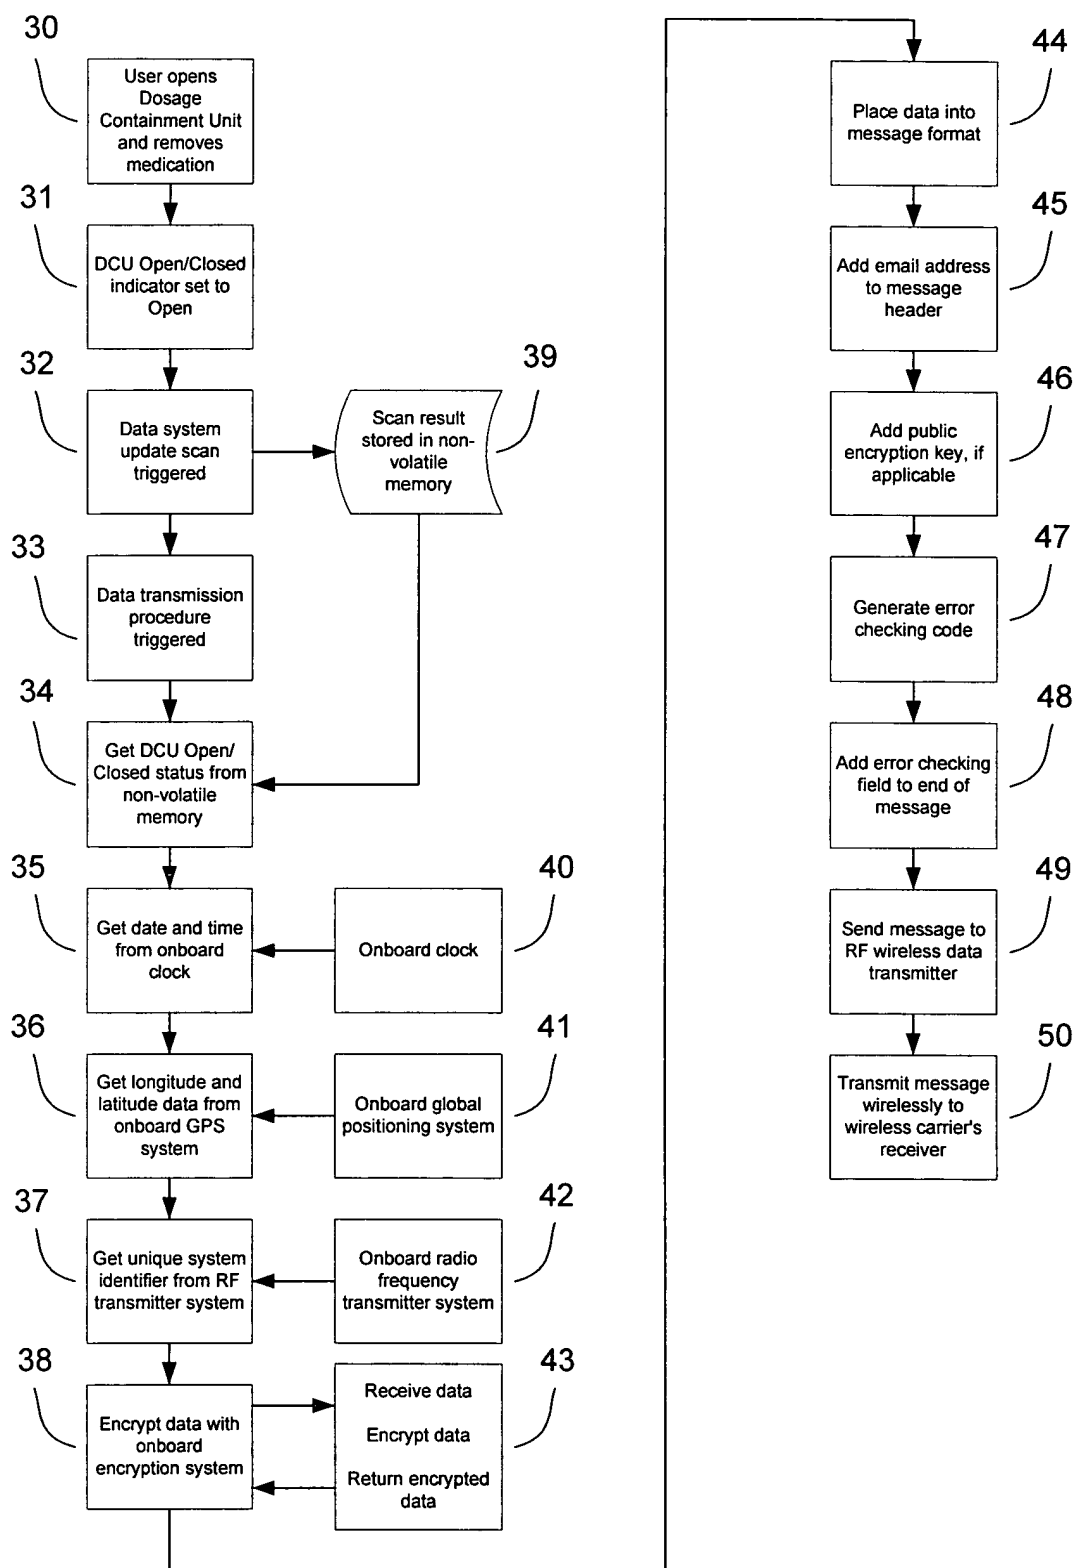 30
User opens
Dosage
Containment Unit
and removes
medication
31
DCU Open/Closed
indicator set to
Open
32
Data system
update scan
triggered
39
Scan result
stored in non-
volatile
memory
33
Data transmission
procedure
triggered
34
Get DCU Open/
Closed status from
non-volatile
memory
35
Get date and time
from onboard
clock
40
Onboard clock
36
Get longitude and
latitude data from
onboard GPS
system
41
Onboard global
positioning system
37
Get unique system
identifier from RF
transmitter system
42
Onboard radio
frequency
transmitter system
38
Encrypt data with
onboard
encryption system
43
Receive data
Encrypt data
Return encrypted
data
44
Place data into
message format
45
Add email address
to message
header
46
Add public
encryption key, if
applicable
47
Generate error
checking code
48
Add error checking
field to end of
message
49
Send message to
RF wireless data
transmitter
50
Transmit message
wirelessly to
wireless carrier's
receiver